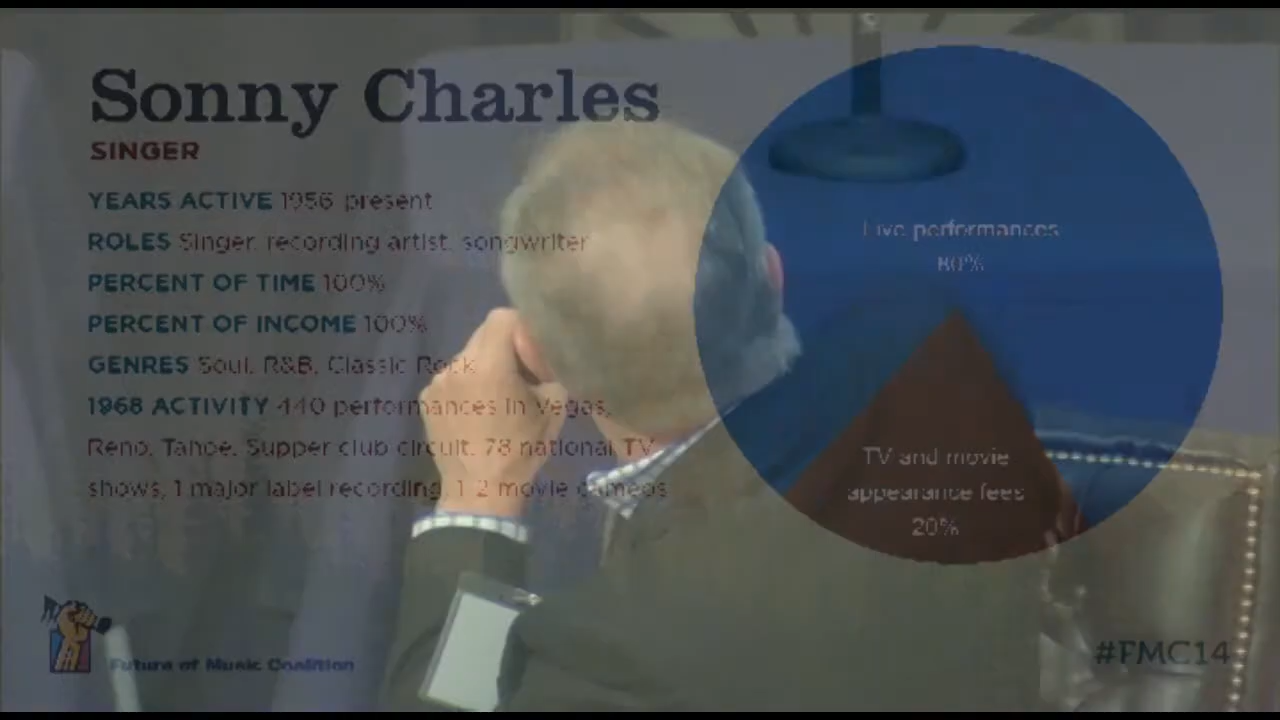 Sonny Charles
SINGER
YEARS ACTIVE 1956-present
ROLES Singer, recording artist, songwriter
PERCENT OF TIME 100%
PERCENT OF INCOME 100%
GENRES Soul, R&B, Classic Rock
1968 ACTIVITY 440 performances in Vegas,
Reno, Tahoe, Supper club circuit, 78 national TV
shows, 1 major label recording, 1-2 movie cameos
Live performances
80%
TV and movie
appearance fees
20%
Future of Music Coalition
#FMC14